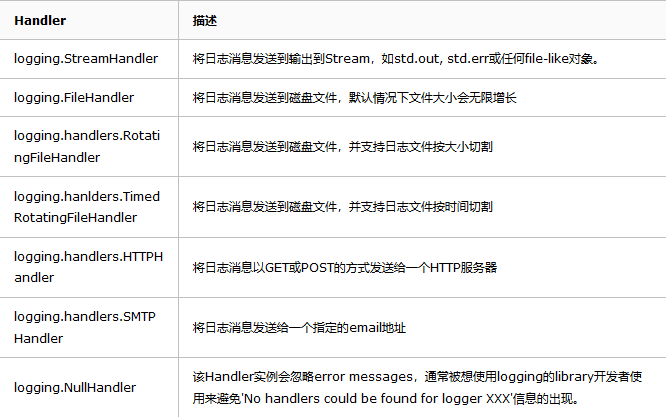 Handler
描述
logging.StreamHandler
将日志消息发送到输出到Stream，如std.out, std.err或任何file-like对象。
logging.FileHandler
将日志消息发送到磁盘文件，默认情况下文件大小会无限增长
logging.handlers.Rotati
ngFileHandler
将日志消息发送到磁盘文件，并支持日志文件按大小切割
logging.hanlders.Timed
RotatingFileHandler
将日志消息发送到磁盘文件，并支持日志文件按时间切割
logging.handlers.HTTPH
andler
将日志消息以GET或POST的方式发送给一个HTTP服务器
logging.handlers.SMTP
Handler
将日志消息发送给一个指定的email地址
logging.NullHandler
该Handler实例会忽略error messages，通常被想使用logging的library开发者使
用来避免'No handlers could be found for logger XXX'信息的出现。